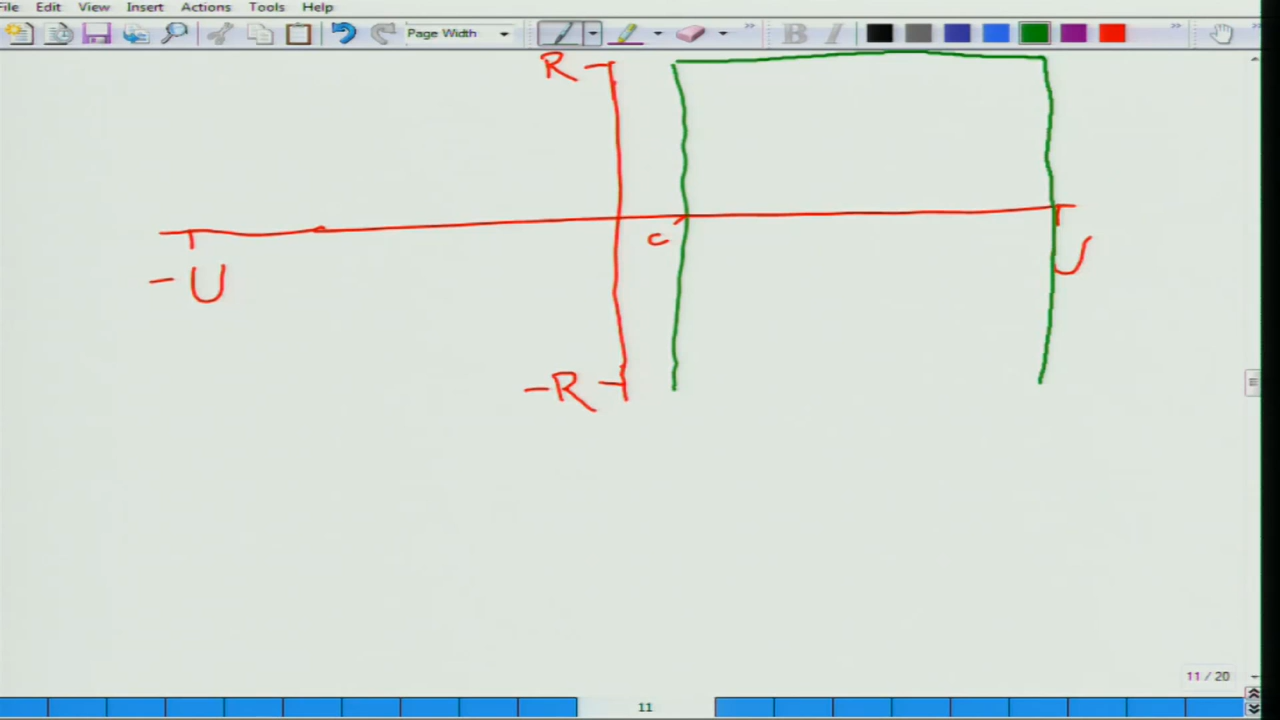 File Edit View Insert Actions Tools Help
Page Width
B I
R
c
U
-U
-R
11 / 20
11